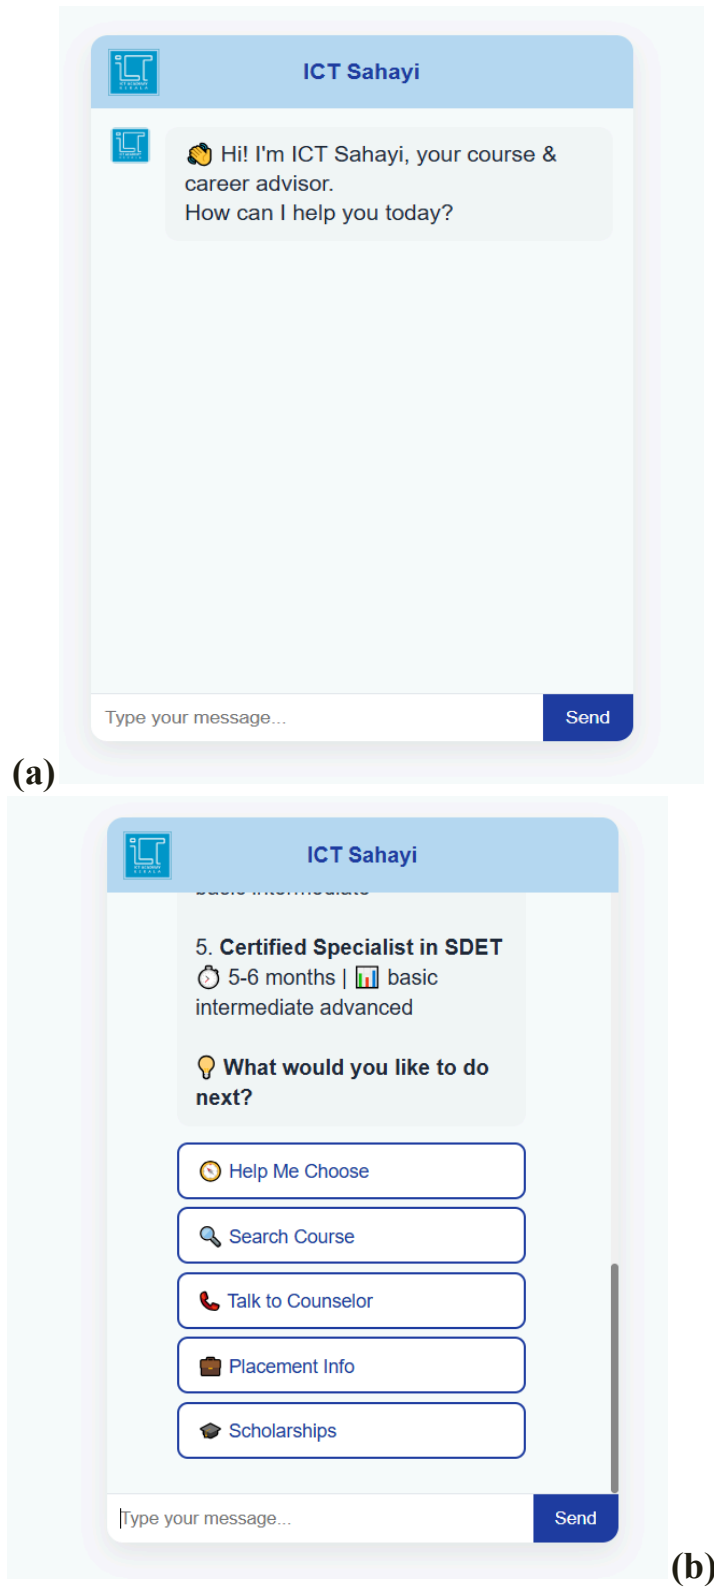 ICT Sahayi
👋 Hi! I'm ICT Sahayi, your course &
career advisor.
How can I help you today?
Type your message...
Send
(a)
ICT Sahayi
basic intermediate
5. Certified Specialist in SDET
⏱ 5-6 months | 📊 basic
intermediate advanced
💡 What would you like to do
next?
🧭 Help Me Choose
🔍 Search Course
📞 Talk to Counselor
💼 Placement Info
🎓 Scholarships
Type your message...
Send
(b)